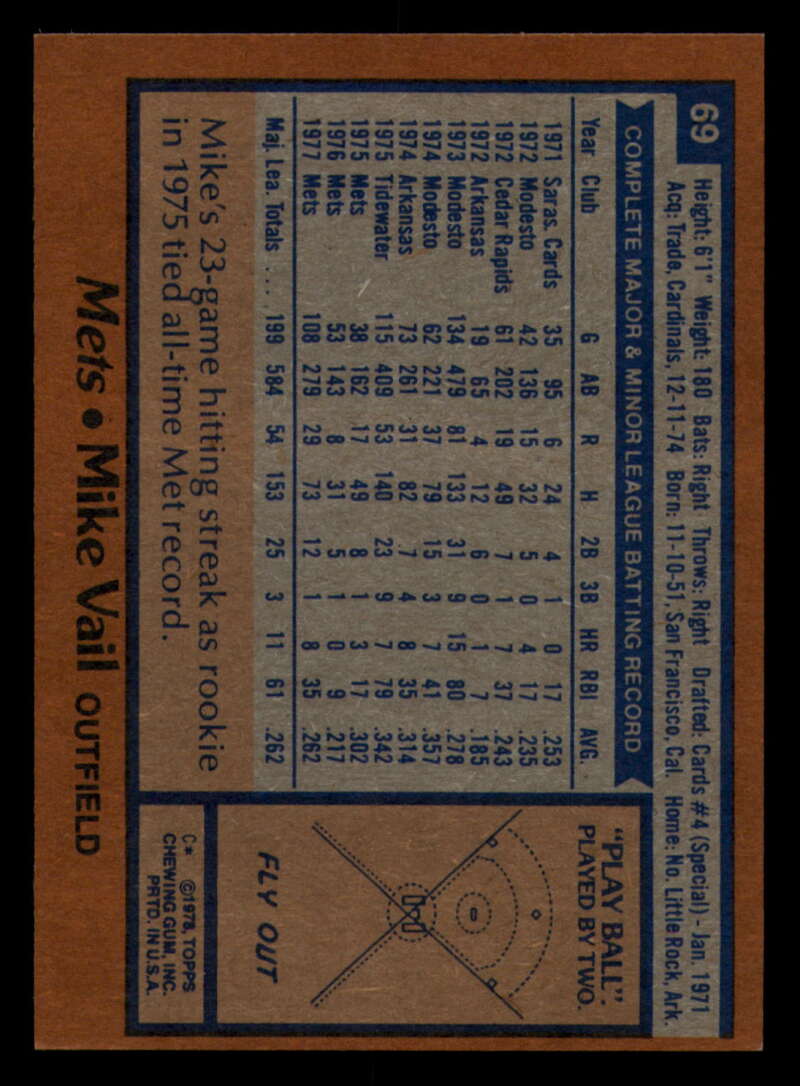 69
Height: 6'1" Weight: 180 Bats: Right Throws: Right Drafted: Cards #4 (Special) - Jan. 1971
Acq: Trade, Cardinals, 12-11-74 Born: 11-10-51, San Francisco, Cal. Home: No. Little Rock, Ark.
COMPLETE MAJOR & MINOR LEAGUE BATTING RECORD
Year Club G AB R H 2B 3B HR RBI AVG.
1971 Saras. Cards 35 95 6 24 4 1 0 17 .253
1972 Modesto 42 136 15 32 5 0 4 17 .235
1972 Cedar Rapids 61 202 19 49 7 1 7 37 .243
1972 Arkansas 19 65 4 12 6 0 1 7 .185
1973 Modesto 134 479 81 133 31 9 15 80 .278
1974 Modesto 62 221 37 79 15 3 7 41 .357
1974 Arkansas 73 261 31 82 7 4 8 35 .314
1975 Tidewater 115 409 53 140 23 9 7 79 .342
1975 Mets 38 162 17 49 8 1 3 17 .302
1976 Mets 53 143 8 31 5 1 0 9 .217
1977 Mets 108 279 29 73 12 1 8 35 .262
Maj. Lea. Totals .... 199 584 54 153 25 3 11 61 .262
Mike's 23-game hitting streak as rookie
in 1975 tied all-time Met record.
"PLAY BALL":
PLAYED BY TWO.
FLY OUT
C* ©1978, TOPPS
CHEWING GUM, INC.
PRTD. IN U.S.A.
Mets • Mike Vail OUTFIELD